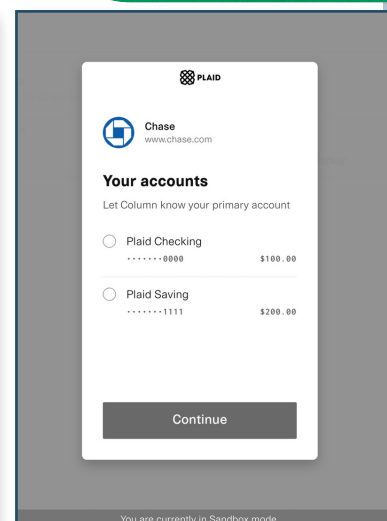 PLAID
Chase
www.chase.com
Your accounts
Let Column know your primary account
Plaid Checking
·······0000 $100.00
Plaid Saving
·······1111 $200.00
Continue
You are currently in Sandbox mode